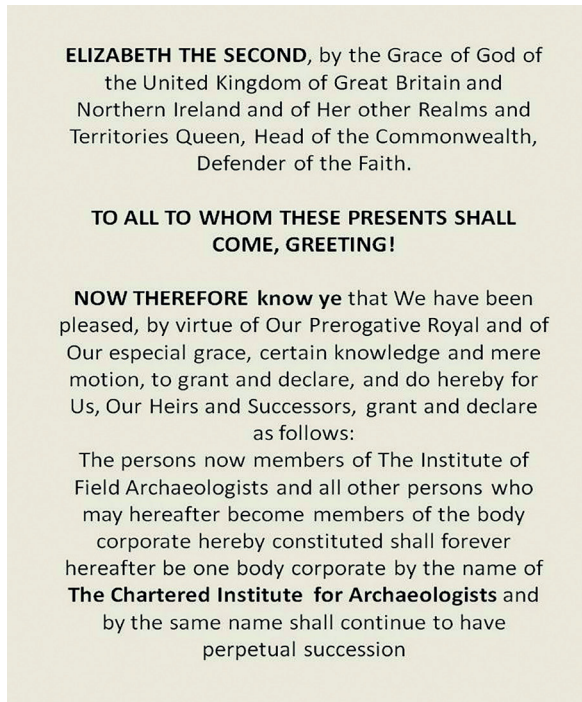 ELIZABETH THE SECOND, by the Grace of God of
the United Kingdom of Great Britain and
Northern Ireland and of Her other Realms and
Territories Queen, Head of the Commonwealth,
Defender of the Faith.
TO ALL TO WHOM THESE PRESENTS SHALL
COME, GREETING!
NOW THEREFORE know ye that We have been
pleased, by virtue of Our Prerogative Royal and of
Our especial grace, certain knowledge and mere
motion, to grant and declare, and do hereby for
Us, Our Heirs and Successors, grant and declare
as follows:
The persons now members of The Institute of
Field Archaeologists and all other persons who
may hereafter become members of the body
corporate hereby constituted shall forever
hereafter be one body corporate by the name of
The Chartered Institute for Archaeologists and
by the same name shall continue to have
perpetual succession